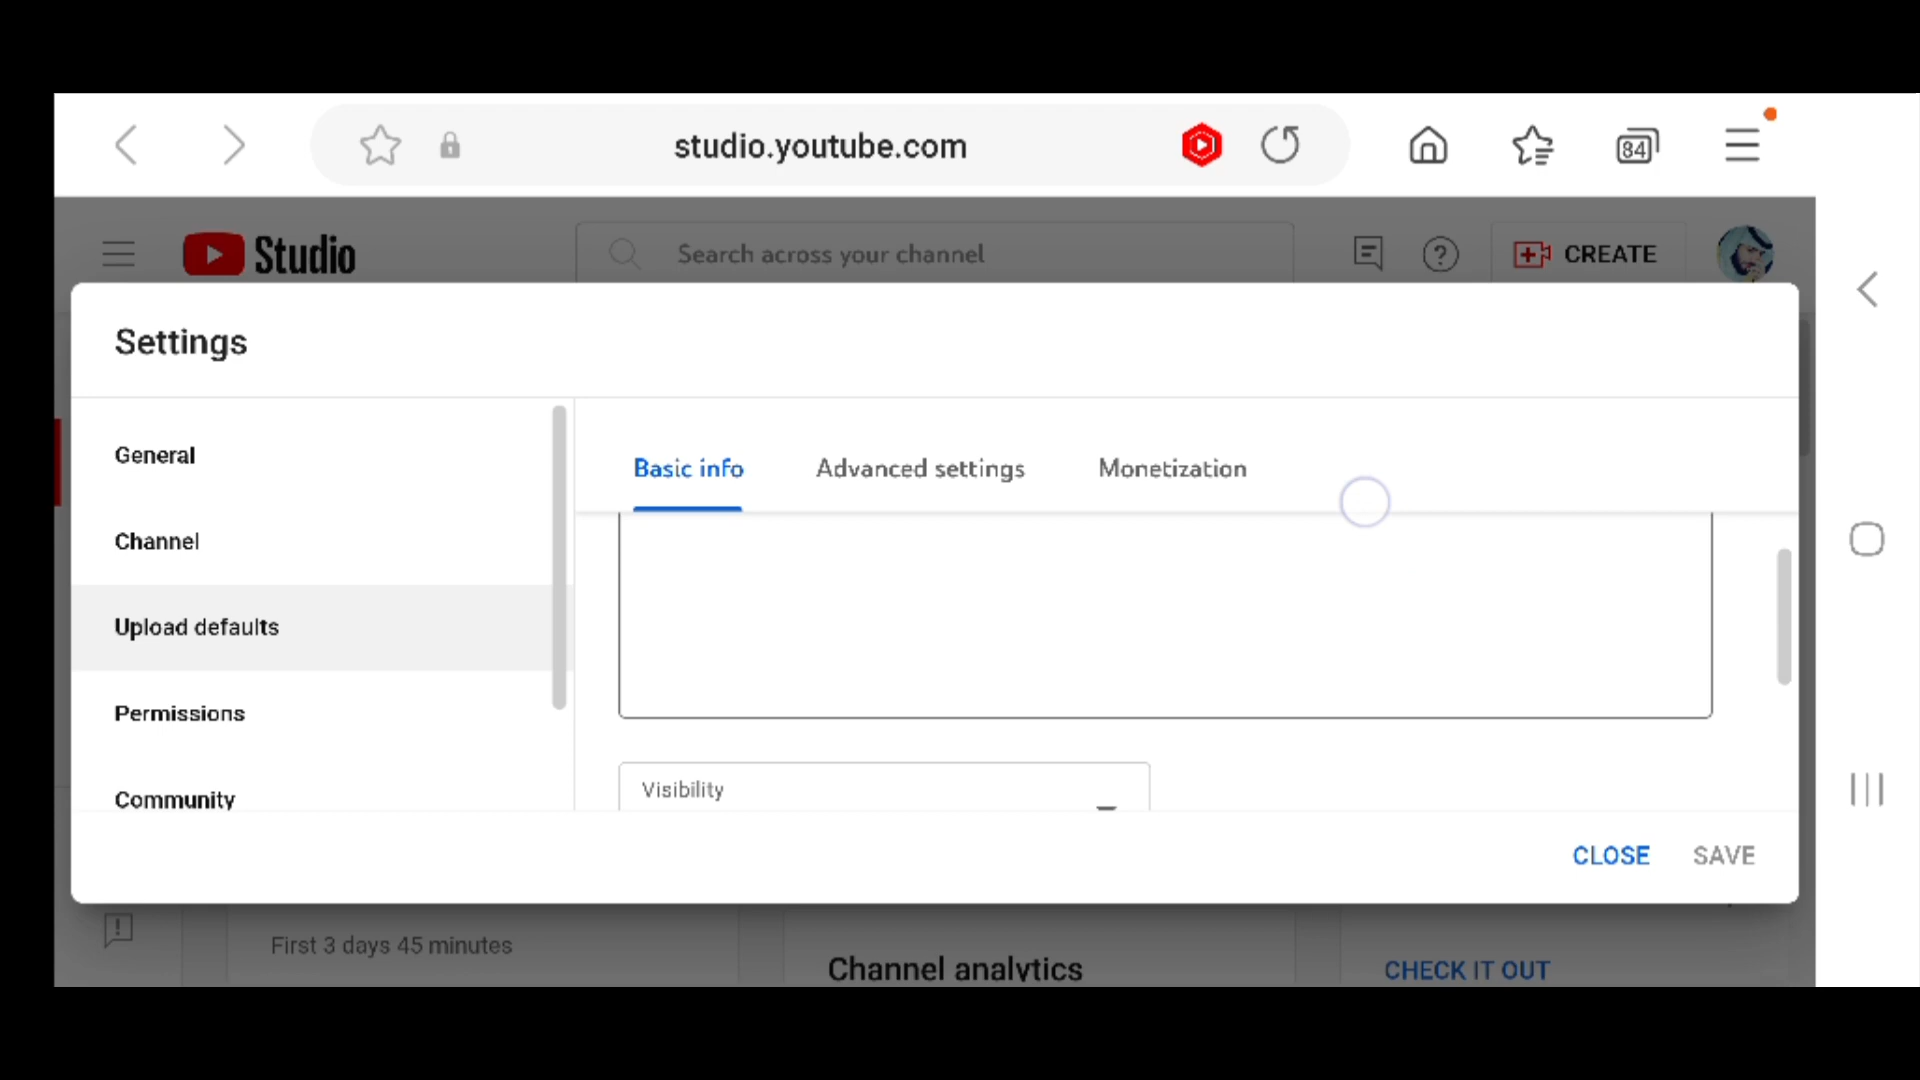 studio.youtube.com
84
Studio
Search across your channel
CREATE
Settings
General
Channel
Upload defaults
Permissions
Community
Basic info
Advanced settings
Monetization
Visibility
CLOSE
SAVE
First 3 days 45 minutes
Channel analytics
CHECK IT OUT